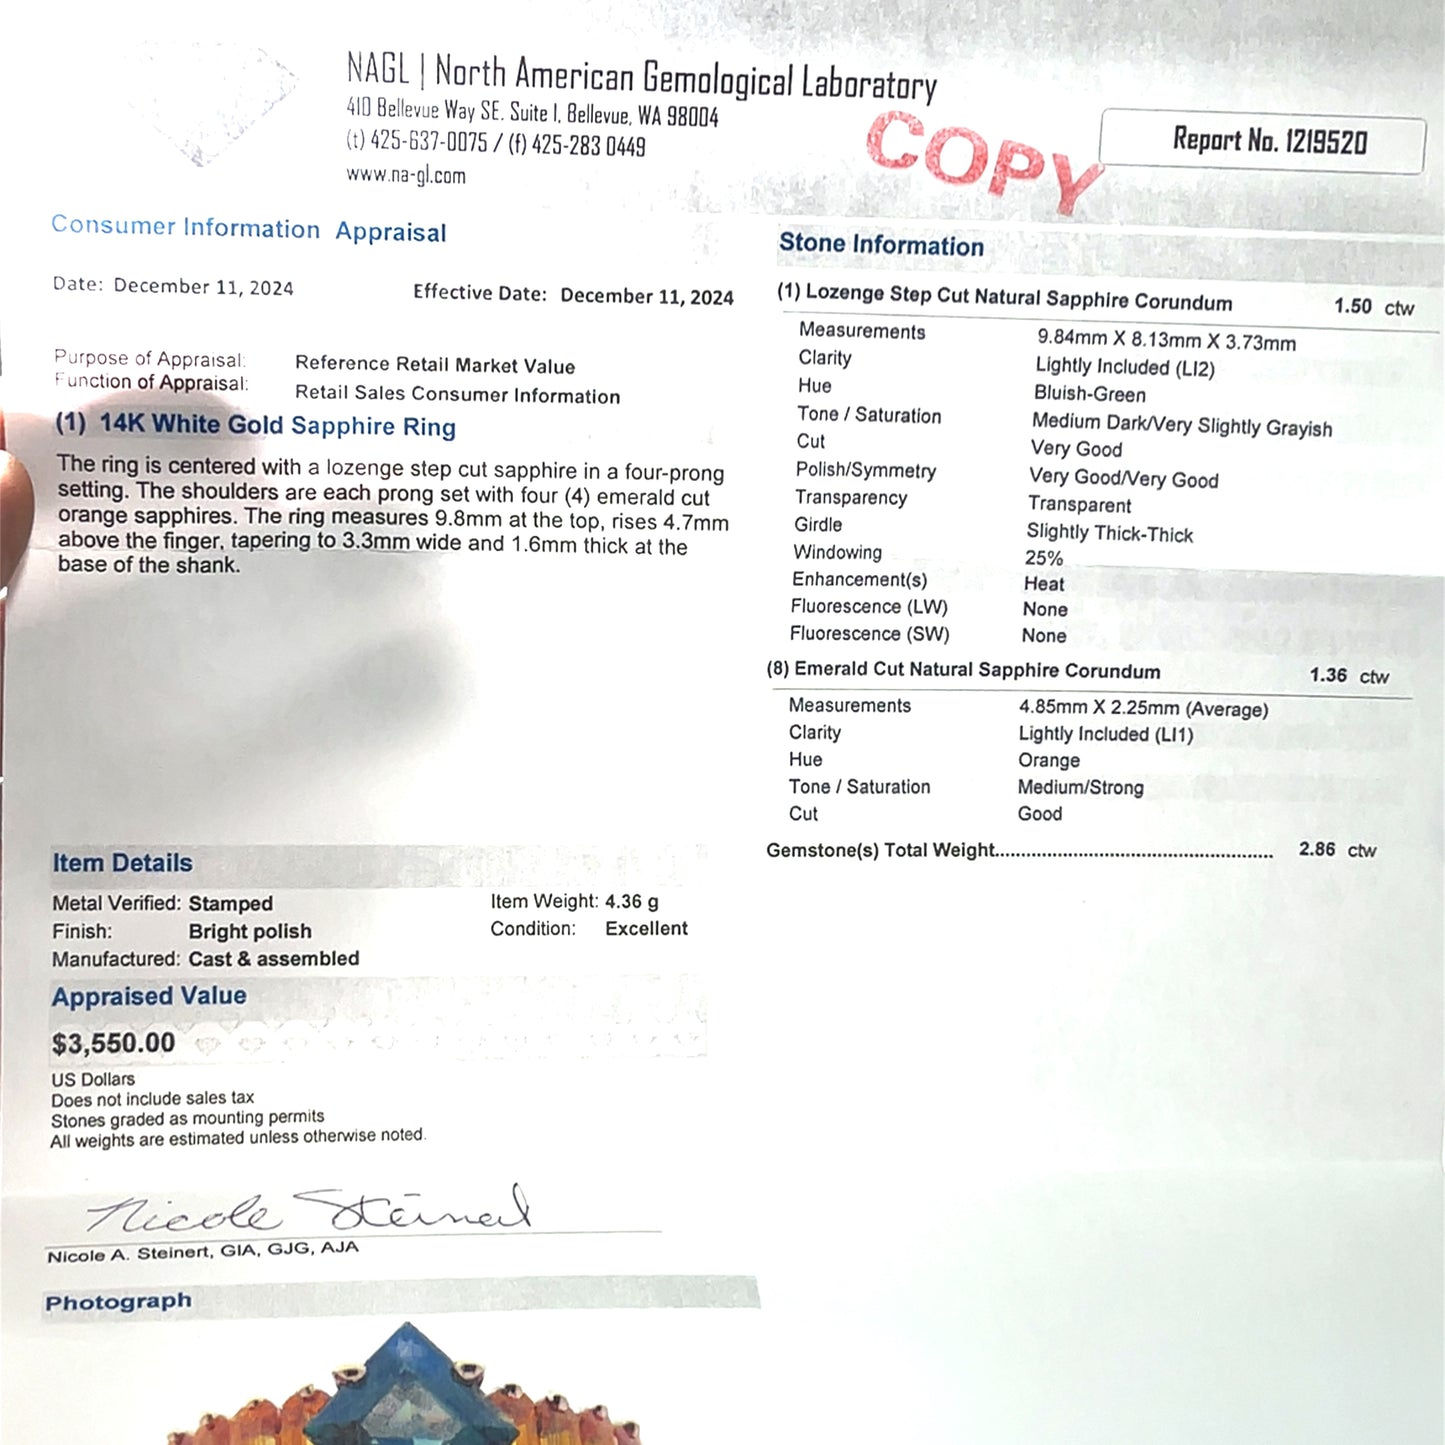 NAGL | North American Gemological Laboratory
410 Bellevue Way SE. Suite I, Bellevue, WA 98004
(t) 425-637-0075 / (f) 425-283 0449
www.na-gl.com
COPY
Report No. 1219520
Consumer Information Appraisal
Date: December 11, 2024
Effective Date: December 11, 2024
Purpose of Appraisal: Reference Retail Market Value
Function of Appraisal: Retail Sales Consumer Information
(1) 14K White Gold Sapphire Ring
The ring is centered with a lozenge step cut sapphire in a four-prong
setting. The shoulders are each prong set with four (4) emerald cut
orange sapphires. The ring measures 9.8mm at the top, rises 4.7mm
above the finger, tapering to 3.3mm wide and 1.6mm thick at the
base of the shank.
Item Details
Metal Verified: Stamped
Item Weight: 4.36 g
Finish: Bright polish
Condition: Excellent
Manufactured: Cast & assembled
Appraised Value
$3,550.00
US Dollars
Does not include sales tax
Stones graded as mounting permits
All weights are estimated unless otherwise noted.
Nicole Steinert
Nicole A. Steinert, GIA, GJG, AJA
Photograph
Stone Information
(1) Lozenge Step Cut Natural Sapphire Corundum 1.50 ctw
Measurements 9.84mm X 8.13mm X 3.73mm
Clarity Lightly Included (LI2)
Hue Bluish-Green
Tone / Saturation Medium Dark/Very Slightly Grayish
Cut Very Good
Polish/Symmetry Very Good/Very Good
Transparency Transparent
Girdle Slightly Thick-Thick
Windowing 25%
Enhancement(s) Heat
Fluorescence (LW) None
Fluorescence (SW) None
(8) Emerald Cut Natural Sapphire Corundum 1.36 ctw
Measurements 4.85mm X 2.25mm (Average)
Clarity Lightly Included (LI1)
Hue Orange
Tone / Saturation Medium/Strong
Cut Good
Gemstone(s) Total Weight.................................................... 2.86 ctw